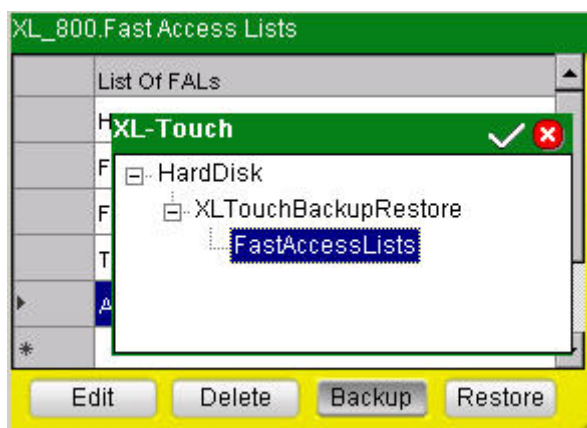 XL_800.Fast Access Lists
List Of FALs
H
XL-Touch
F
HardDisk
F
XLTouchBackupRestore
T
FastAccessLists
A
*
Edit Delete Backup Restore